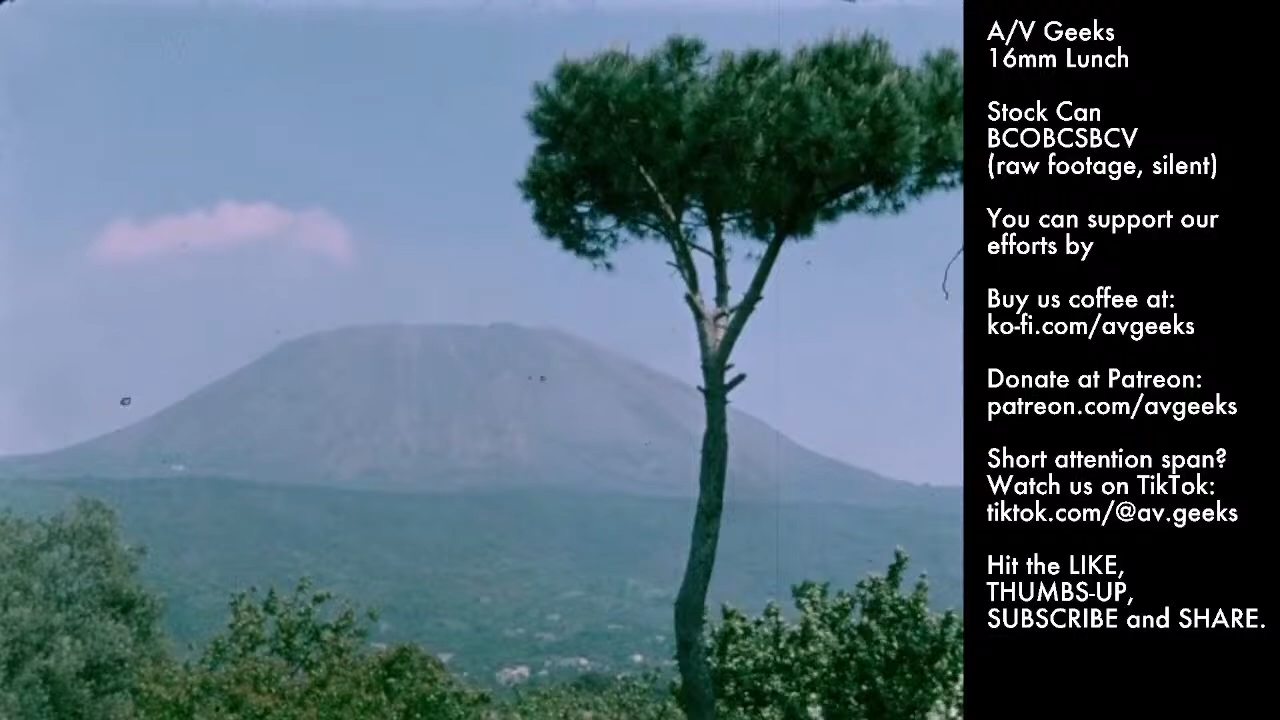 A/V Geeks
16mm Lunch
Stock Can
BCOBCSBCV
(raw footage, silent)
You can support our
efforts by
Buy us coffee at:
ko-fi.com/avgeeks
Donate at Patreon:
patreon.com/avgeeks
Short attention span?
Watch us on TikTok:
tiktok.com/@av.geeks
Hit the LIKE,
THUMBS-UP,
SUBSCRIBE and SHARE.